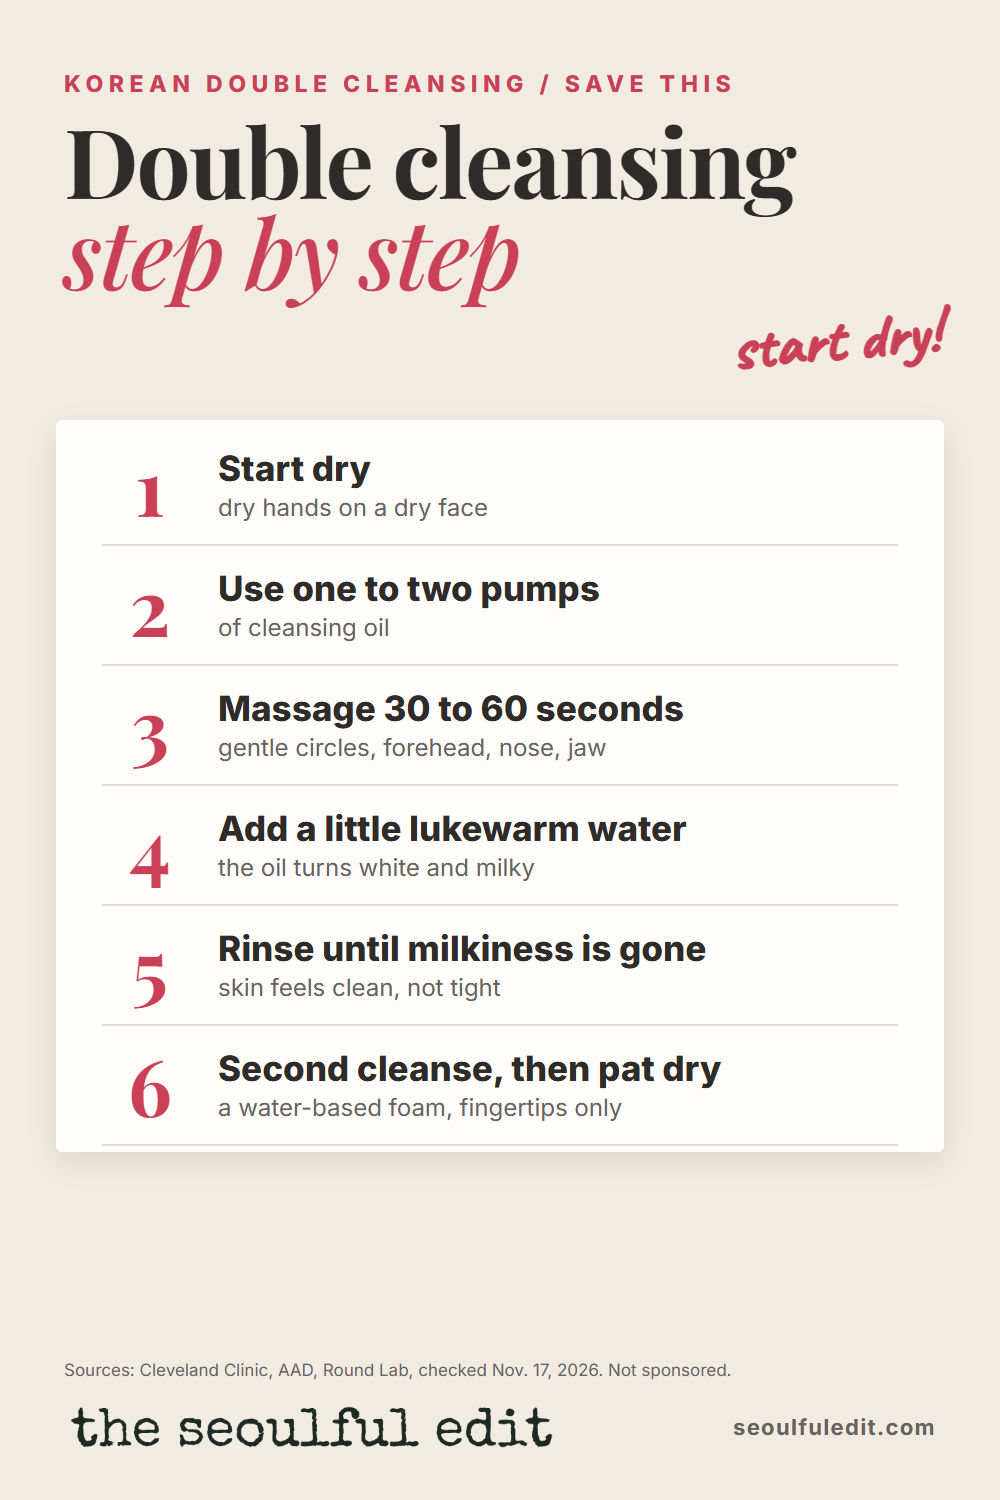 KOREAN DOUBLE CLEANSING / SAVE THIS
Double cleansing
step by step
start dry!
1
Start dry
dry hands on a dry face
2
Use one to two pumps
of cleansing oil
3
Massage 30 to 60 seconds
gentle circles, forehead, nose, jaw
4
Add a little lukewarm water
the oil turns white and milky
5
Rinse until milkiness is gone
skin feels clean, not tight
6
Second cleanse, then pat dry
a water-based foam, fingertips only
Sources: Cleveland Clinic, AAD, Round Lab, checked Nov. 17, 2026. Not sponsored.
the seoulful edit
seoulfuledit.com